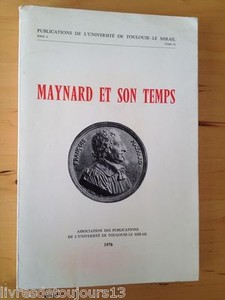 PUBLICATIONS DE L'UNIVERSITÉ DE TOULOUSE-LE MIRAIL
MAYNARD ET SON TEMPS
ASSOCIATION DES PUBLICATIONS
DE L'UNIVERSITÉ DE TOULOUSE-LE MIRAIL
1976
livresdetoujours13